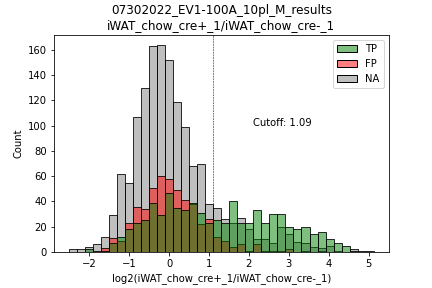 07302022_EV1-100A_10pl_M_results
iWAT_chow_cre+_1/iWAT_chow_cre-_1
TP
FP
NA
Cutoff: 1.09
Count
160
140
120
100
80
60
40
20
0
−2
−1
0
1
2
3
4
5
log2(iWAT_chow_cre+_1/iWAT_chow_cre-_1)